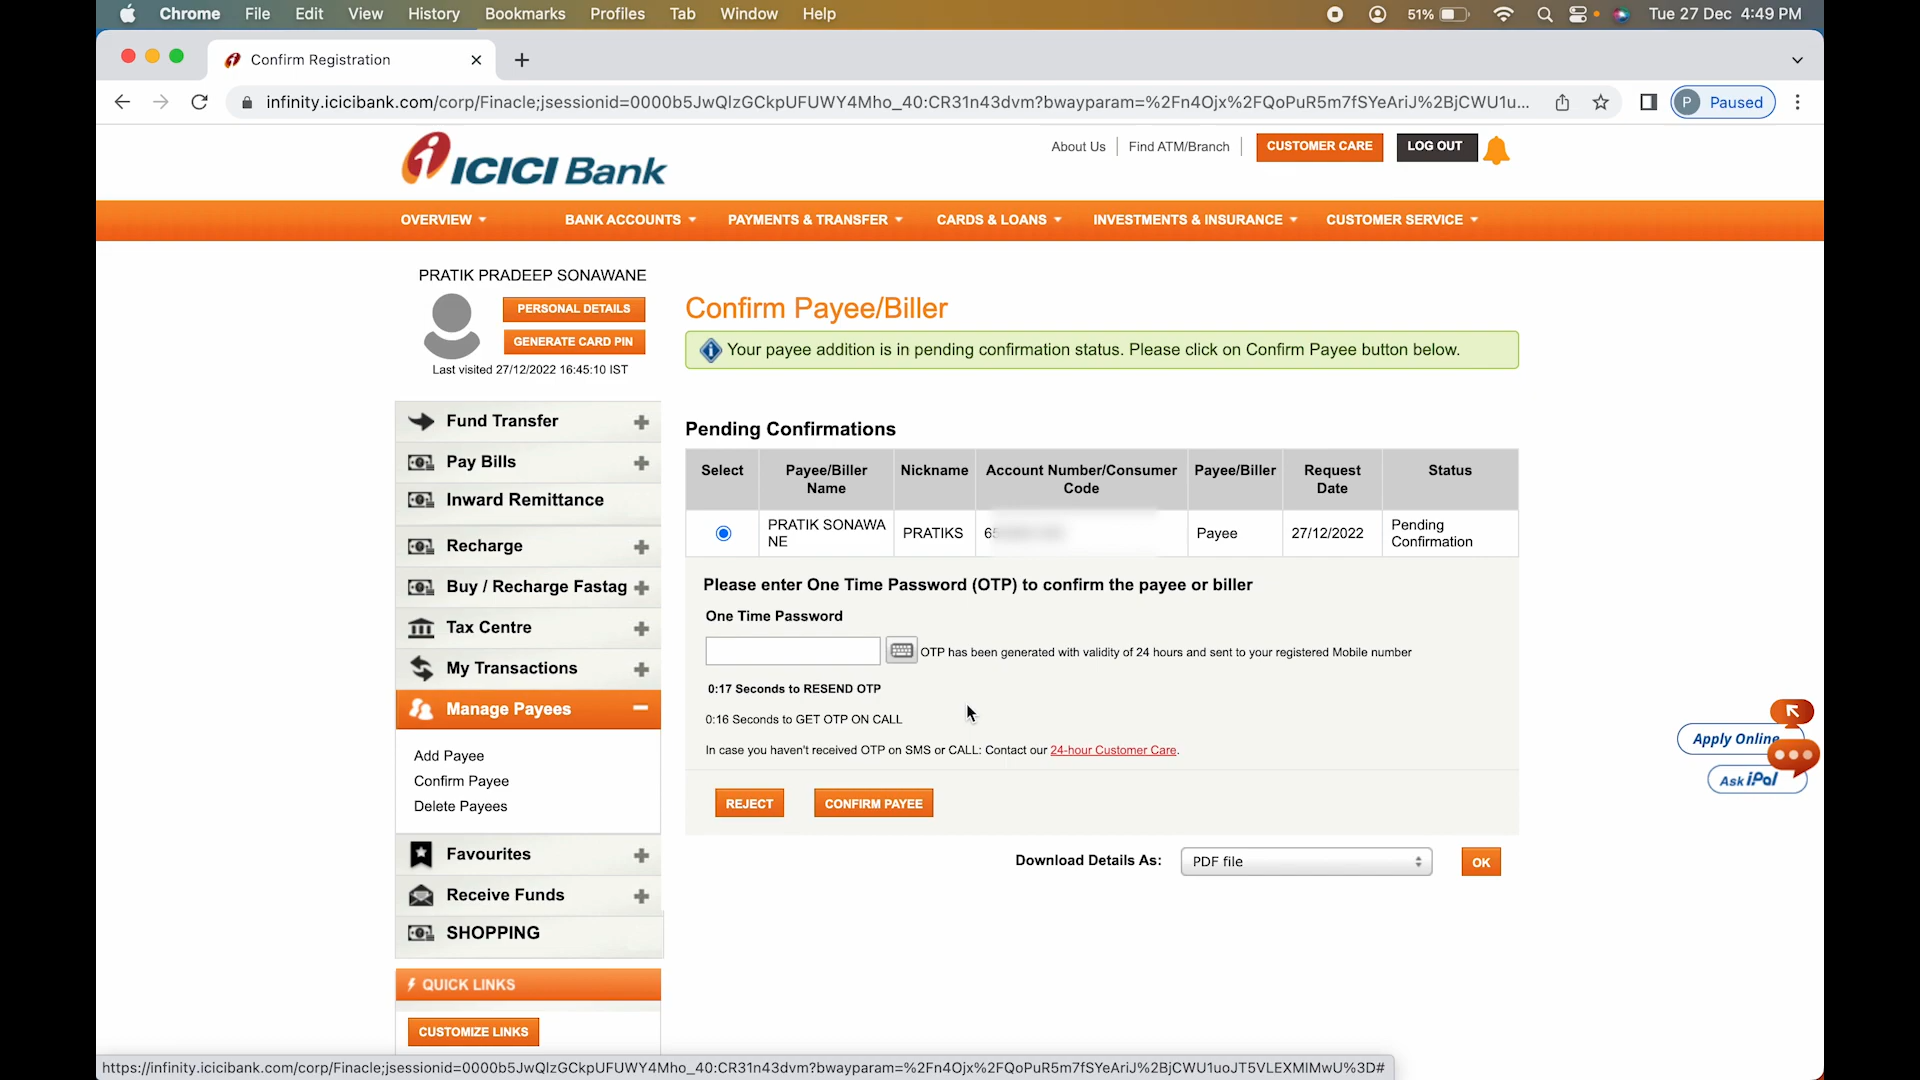 Chrome File Edit View History Bookmarks Profiles Tab Window Help 51% Tue 27 Dec 4:49 PM
Confirm Registration
infinity.icicibank.com/corp/Finacle;jsessionid=0000b5JwQlzGCkpUFUWY4Mho_40:CR31n43dvm?bwayparam=%2Fn4Ojx%2FQoPuR5m7fSYeAriJ%2BjCWU1u... P Paused
ICICI Bank
About Us Find ATM/Branch CUSTOMER CARE LOG OUT
OVERVIEW BANK ACCOUNTS PAYMENTS & TRANSFER CARDS & LOANS INVESTMENTS & INSURANCE CUSTOMER SERVICE
PRATIK PRADEEP SONAWANE
PERSONAL DETAILS
GENERATE CARD PIN
Last visited 27/12/2022 16:45:10 IST
Fund Transfer
Pay Bills
Inward Remittance
Recharge
Buy / Recharge Fastag
Tax Centre
My Transactions
Manage Payees
Add Payee
Confirm Payee
Delete Payees
Favourites
Receive Funds
SHOPPING
QUICK LINKS
CUSTOMIZE LINKS
Confirm Payee/Biller
Your payee addition is in pending confirmation status. Please click on Confirm Payee button below.
Pending Confirmations
Select Payee/Biller Name Nickname Account Number/Consumer Code Payee/Biller Request Date Status
PRATIK SONAWA
NE PRATIKS 65 Payee 27/12/2022 Pending
Confirmation
Please enter One Time Password (OTP) to confirm the payee or biller
One Time Password
OTP has been generated with validity of 24 hours and sent to your registered Mobile number
0:17 Seconds to RESEND OTP
0:16 Seconds to GET OTP ON CALL
In case you haven't received OTP on SMS or CALL: Contact our 24-hour Customer Care.
REJECT CONFIRM PAYEE
Download Details As: PDF file OK
Apply Online
Ask iPal
https://infinity.icicibank.com/corp/Finacle;jsessionid=0000b5JwQlzGCkpUFUWY4Mho_40:CR31n43dvm?bwayparam=%2Fn4Ojx%2FQoPuR5m7fSYeAriJ%2BjCWU1uoJT5VLEXMIMwU%3D#